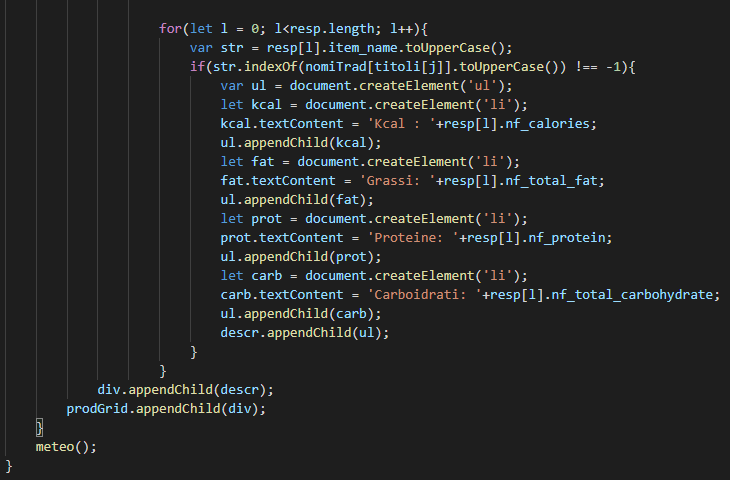 for(let l = 0; l<resp.length; l++){
var str = resp[l].item_name.toUpperCase();
if(str.indexOf(nomiTrad[titoli[j]].toUpperCase()) !== -1){
var ul = document.createElement('ul');
let kcal = document.createElement('li');
kcal.textContent = 'Kcal : '+resp[l].nf_calories;
ul.appendChild(kcal);
let fat = document.createElement('li');
fat.textContent = 'Grassi: '+resp[l].nf_total_fat;
ul.appendChild(fat);
let prot = document.createElement('li');
prot.textContent = 'Proteine: '+resp[l].nf_protein;
ul.appendChild(prot);
let carb = document.createElement('li');
carb.textContent = 'Carboidrati: '+resp[l].nf_total_carbohydrate;
ul.appendChild(carb);
descr.appendChild(ul);
}
}
div.appendChild(descr);
prodGrid.appendChild(div);
}
meteo();
}